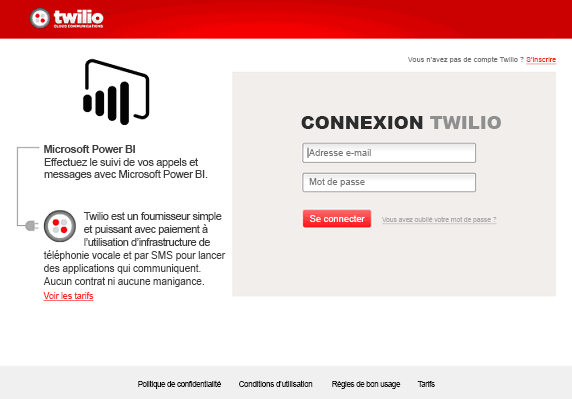 twilio
CLOUD COMMUNICATIONS
Vous n'avez pas de compte Twilio ? S'inscrire
CONNEXION TWILIO
Adresse e-mail
Mot de passe
Se connecter
Vous avez oublié votre mot de passe ?
Microsoft Power BI
Effectuez le suivi de vos appels et
messages avec Microsoft Power BI.
Twilio est un fournisseur simple
et puissant avec paiement à
l'utilisation d'infrastructure de
téléphonie vocale et par SMS pour lancer
des applications qui communiquent.
Aucun contrat ni aucune manigance.
Voir les tarifs
Politique de confidentialité Conditions d'utilisation Règles de bon usage Tarifs